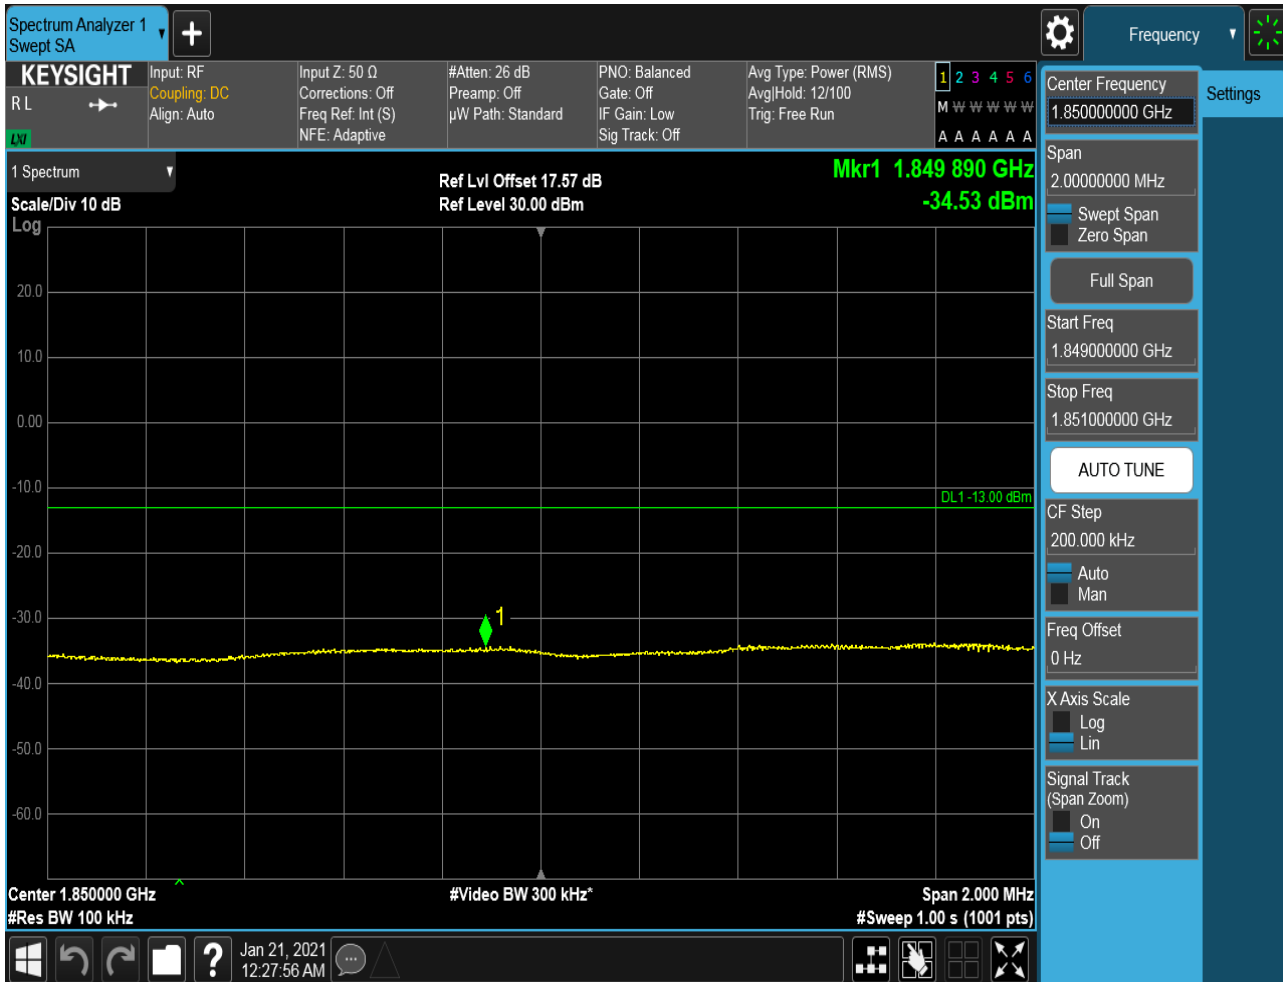 Spectrum Analyzer 1
Swept SA
Frequency
KEYSIGHT
R L
LXI
Input: RF
Coupling: DC
Align: Auto
Input Z: 50 Ω
Corrections: Off
Freq Ref: Int (S)
NFE: Adaptive
#Atten: 26 dB
Preamp: Off
µW Path: Standard
PNO: Balanced
Gate: Off
IF Gain: Low
Sig Track: Off
Avg Type: Power (RMS)
Avg|Hold: 12/100
Trig: Free Run
1 2 3 4 5 6
M W W W W W
A A A A A A
Center Frequency
1.850000000 GHz
Settings
1 Spectrum
Scale/Div 10 dB
Log
Ref Lvl Offset 17.57 dB
Ref Level 30.00 dBm
Mkr1 1.849 890 GHz
-34.53 dBm
20.0
10.0
0.00
-10.0
-20.0
-30.0
-40.0
-50.0
-60.0
DL1 -13.00 dBm
1
Span
2.00000000 MHz
Swept Span
Zero Span
Full Span
Start Freq
1.849000000 GHz
Stop Freq
1.851000000 GHz
AUTO TUNE
CF Step
200.000 kHz
Auto
Man
Freq Offset
0 Hz
X Axis Scale
Log
Lin
Signal Track
(Span Zoom)
On
Off
Center 1.850000 GHz
#Res BW 100 kHz
#Video BW 300 kHz*
Span 2.000 MHz
#Sweep 1.00 s (1001 pts)
?
Jan 21, 2021
12:27:56 AM